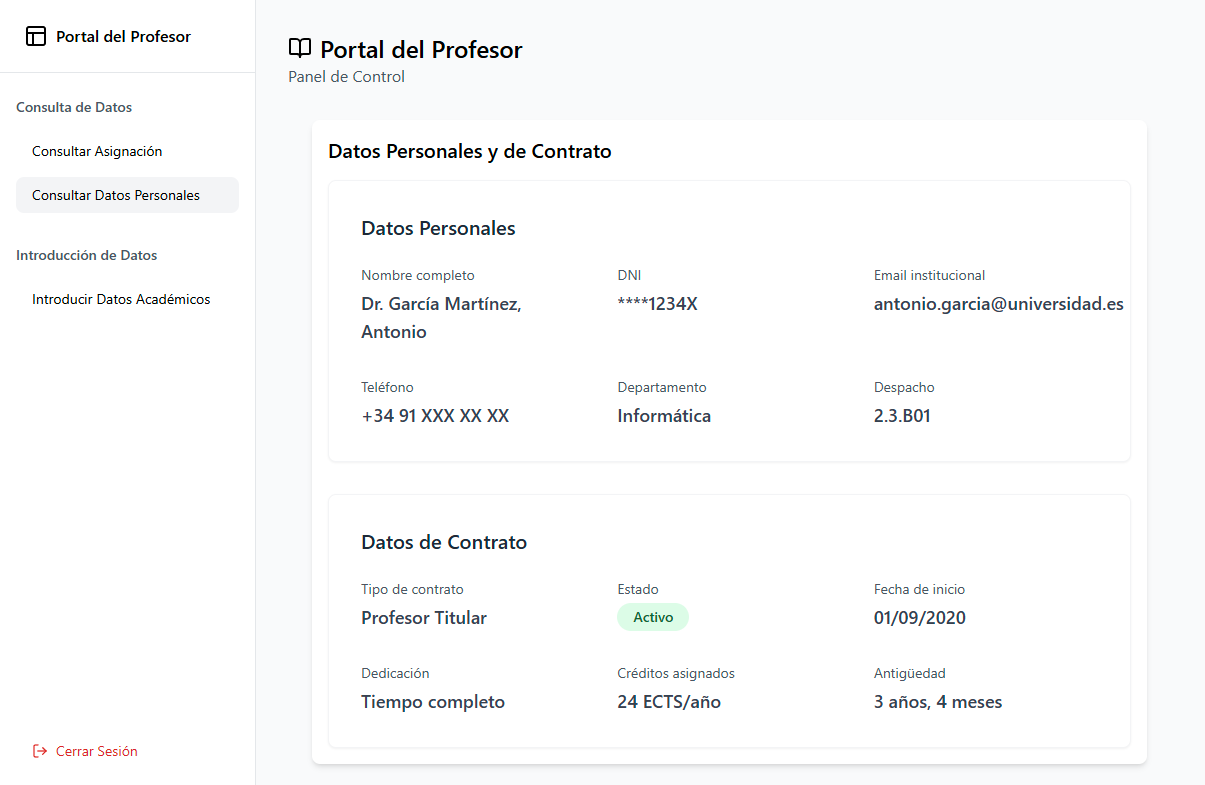 Portal del Profesor
Consulta de Datos
Consultar Asignación
Consultar Datos Personales
Introducción de Datos
Introducir Datos Académicos
Cerrar Sesión
Portal del Profesor
Panel de Control
Datos Personales y de Contrato
Datos Personales
Nombre completo
Dr. García Martínez,
Antonio
DNI
****1234X
Email institucional
antonio.garcia@universidad.es
Teléfono
+34 91 XXX XX XX
Departamento
Informática
Despacho
2.3.B01
Datos de Contrato
Tipo de contrato
Profesor Titular
Estado
Activo
Fecha de inicio
01/09/2020
Dedicación
Tiempo completo
Créditos asignados
24 ECTS/año
Antigüedad
3 años, 4 meses